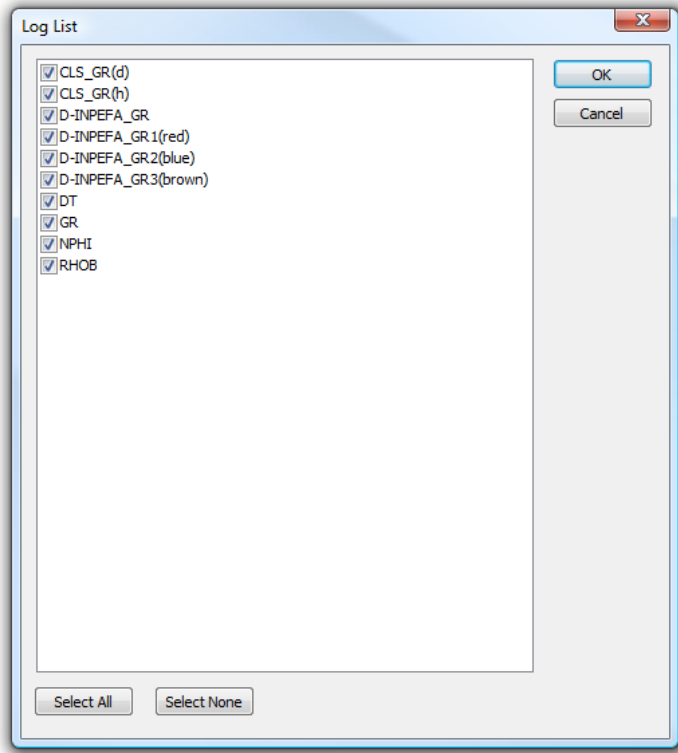 Log List
CLS_GR(d)
CLS_GR(h)
D-INPEFA_GR
D-INPEFA_GR1(red)
D-INPEFA_GR2(blue)
D-INPEFA_GR3(brown)
DT
GR
NPHI
RHOB
OK
Cancel
Select All
Select None